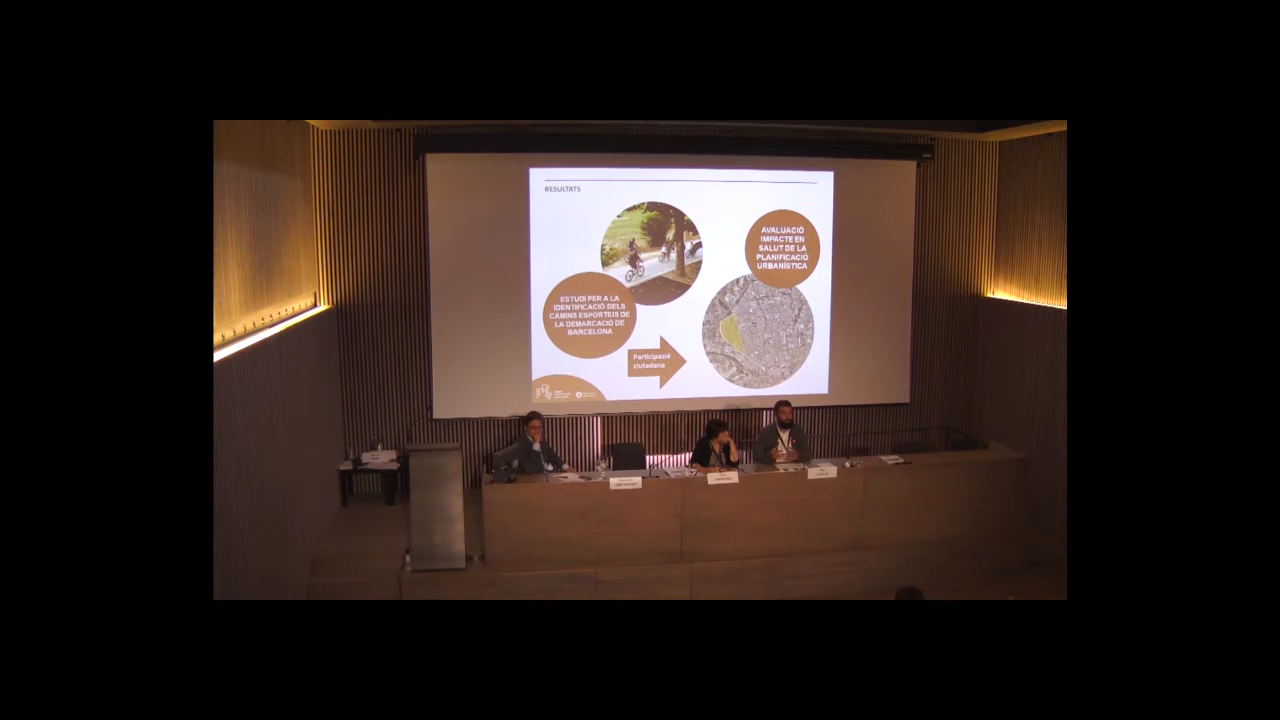 RESULTATS
AVALUACIÓ
IMPACTE EN
SALUT DE LA
PLANIFICACIÓ
URBANÍSTICA
ESTUDI PER A LA
IDENTIFICACIÓ DELS
CAMINS ESPORTIUS DE
LA DEMARCACIÓ DE
BARCELONA
Participació
ciutadana